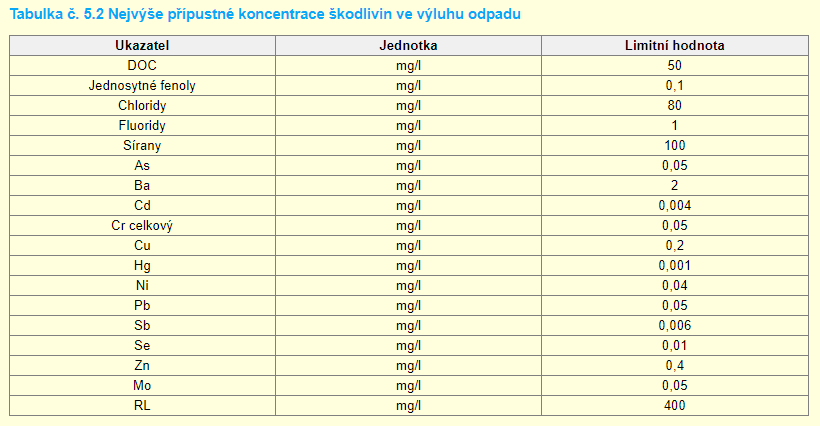 Tabulka č. 5.2 Nejvýše přípustné koncentrace škodlivin ve výluhu odpadu
Ukazatel Jednotka Limitní hodnota
DOC mg/l 50
Jednosytné fenoly mg/l 0,1
Chloridy mg/l 80
Fluoridy mg/l 1
Sírany mg/l 100
As mg/l 0,05
Ba mg/l 2
Cd mg/l 0,004
Cr celkový mg/l 0,05
Cu mg/l 0,2
Hg mg/l 0,001
Ni mg/l 0,04
Pb mg/l 0,05
Sb mg/l 0,006
Se mg/l 0,01
Zn mg/l 0,4
Mo mg/l 0,05
RL mg/l 400